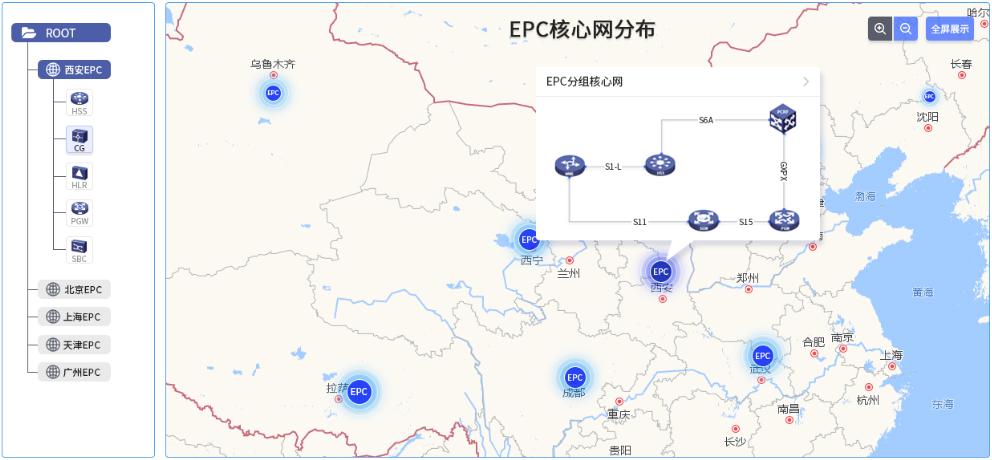 ROOT
西安EPC
HSS
CG
HLR
PGW
SBC
北京EPC
上海EPC
天津EPC
广州EPC
EPC核心网分布
全屏展示
哈尔
长春
EPC
沈阳
乌鲁木齐
EPC
EPC分组核心网
S6A
PCRF
S1-L
HSS
GXPX
S11
S15
渤海
EPC
西宁
兰州
EPC
西安
郑州
黄海
合肥
南京
上海
EPC
武汉
杭州
东海
拉萨
EPC
EPC
成都
重庆
南昌
长沙
贵阳